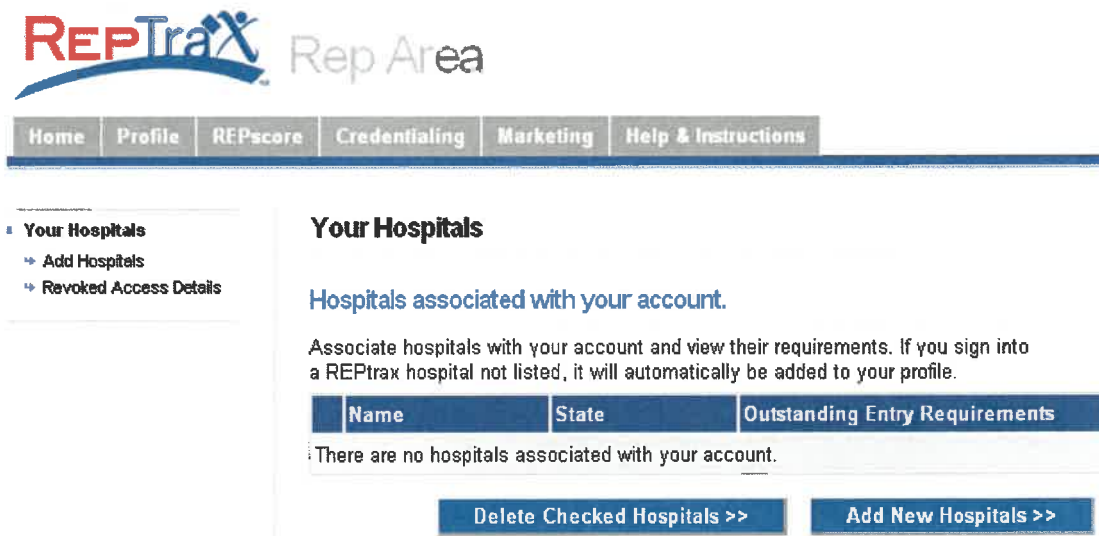 REPTraX Rep Area
Home Profile REPscore Credentialing Marketing Help & Instructions
Your Hospitals
Add Hospitals
Revoked Access Details
Your Hospitals
Hospitals associated with your account.
Associate hospitals with your account and view their requirements. If you sign into
a REPtrax hospital not listed, it will automatically be added to your profile.
Name State Outstanding Entry Requirements
There are no hospitals associated with your account.
Delete Checked Hospitals >> Add New Hospitals >>